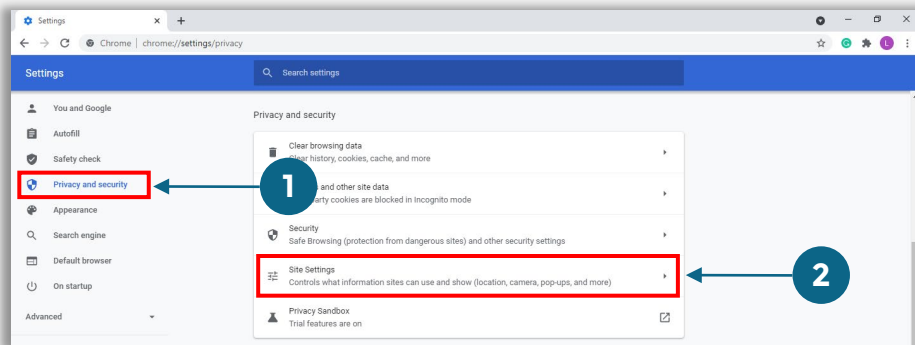 Settings
Chrome | chrome://settings/privacy
L
Settings
Search settings
You and Google
Autofill
Safety check
Privacy and security
Appearance
Search engine
Default browser
On startup
Advanced
Privacy and security
Clear browsing data
Clear history, cookies, cache, and more
and other site data
party cookies are blocked in Incognito mode
Security
Safe Browsing (protection from dangerous sites) and other security settings
Site Settings
Controls what information sites can use and show (location, camera, pop-ups, and more)
Privacy Sandbox
Trial features are on
1
2